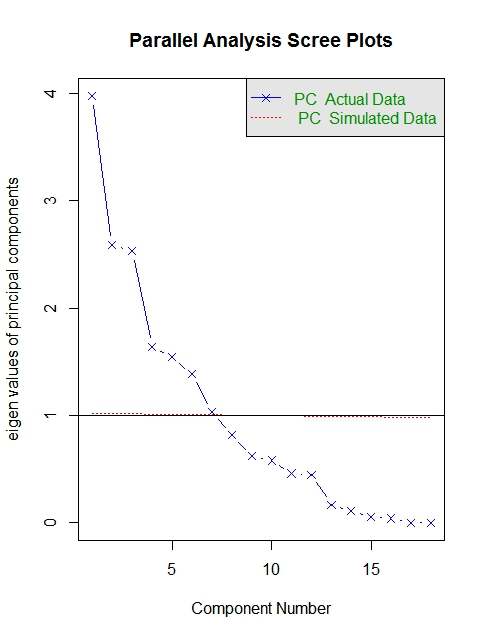 Parallel Analysis Scree Plots
PC  Actual Data
PC  Simulated Data
eigen values of principal components
4
3
2
1
0
5
10
15
Component Number